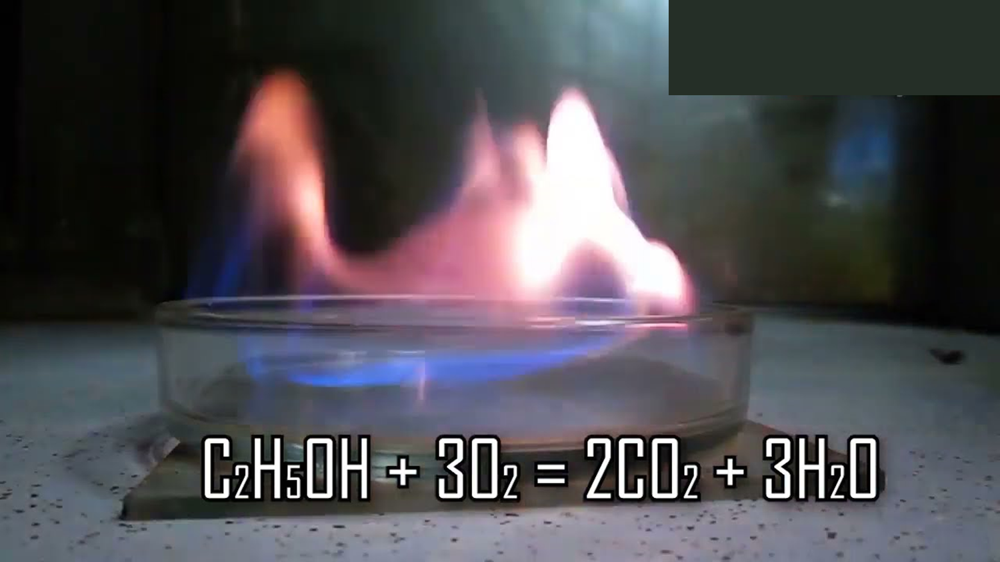 C₂H₅OH + 3O₂ = 2CO₂ + 3H₂O